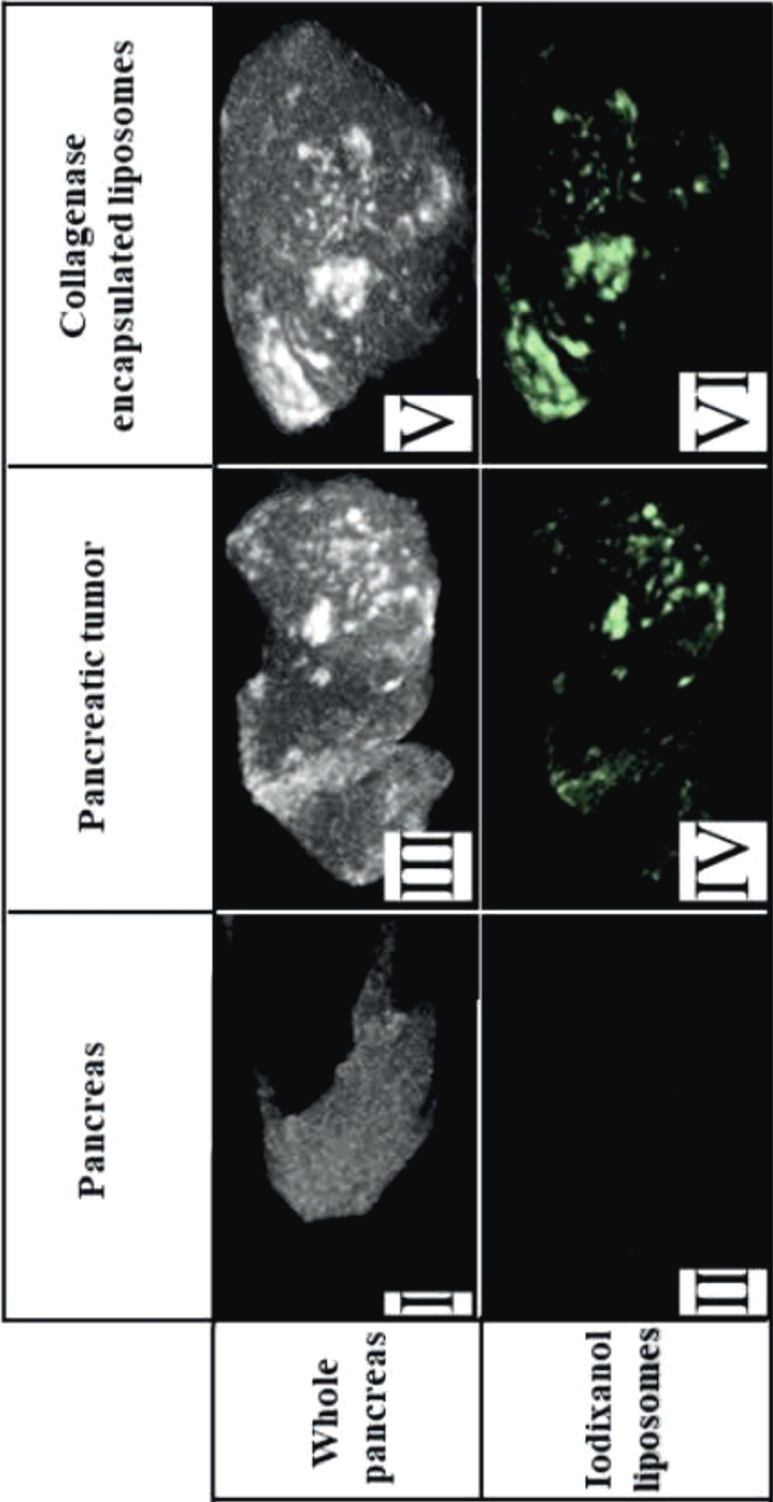 Pancreas
Pancreatic tumor
Collagenase
encapsulated liposomes
Whole
pancreas
I
III
V
Iodixanol
liposomes
II
IV
VI